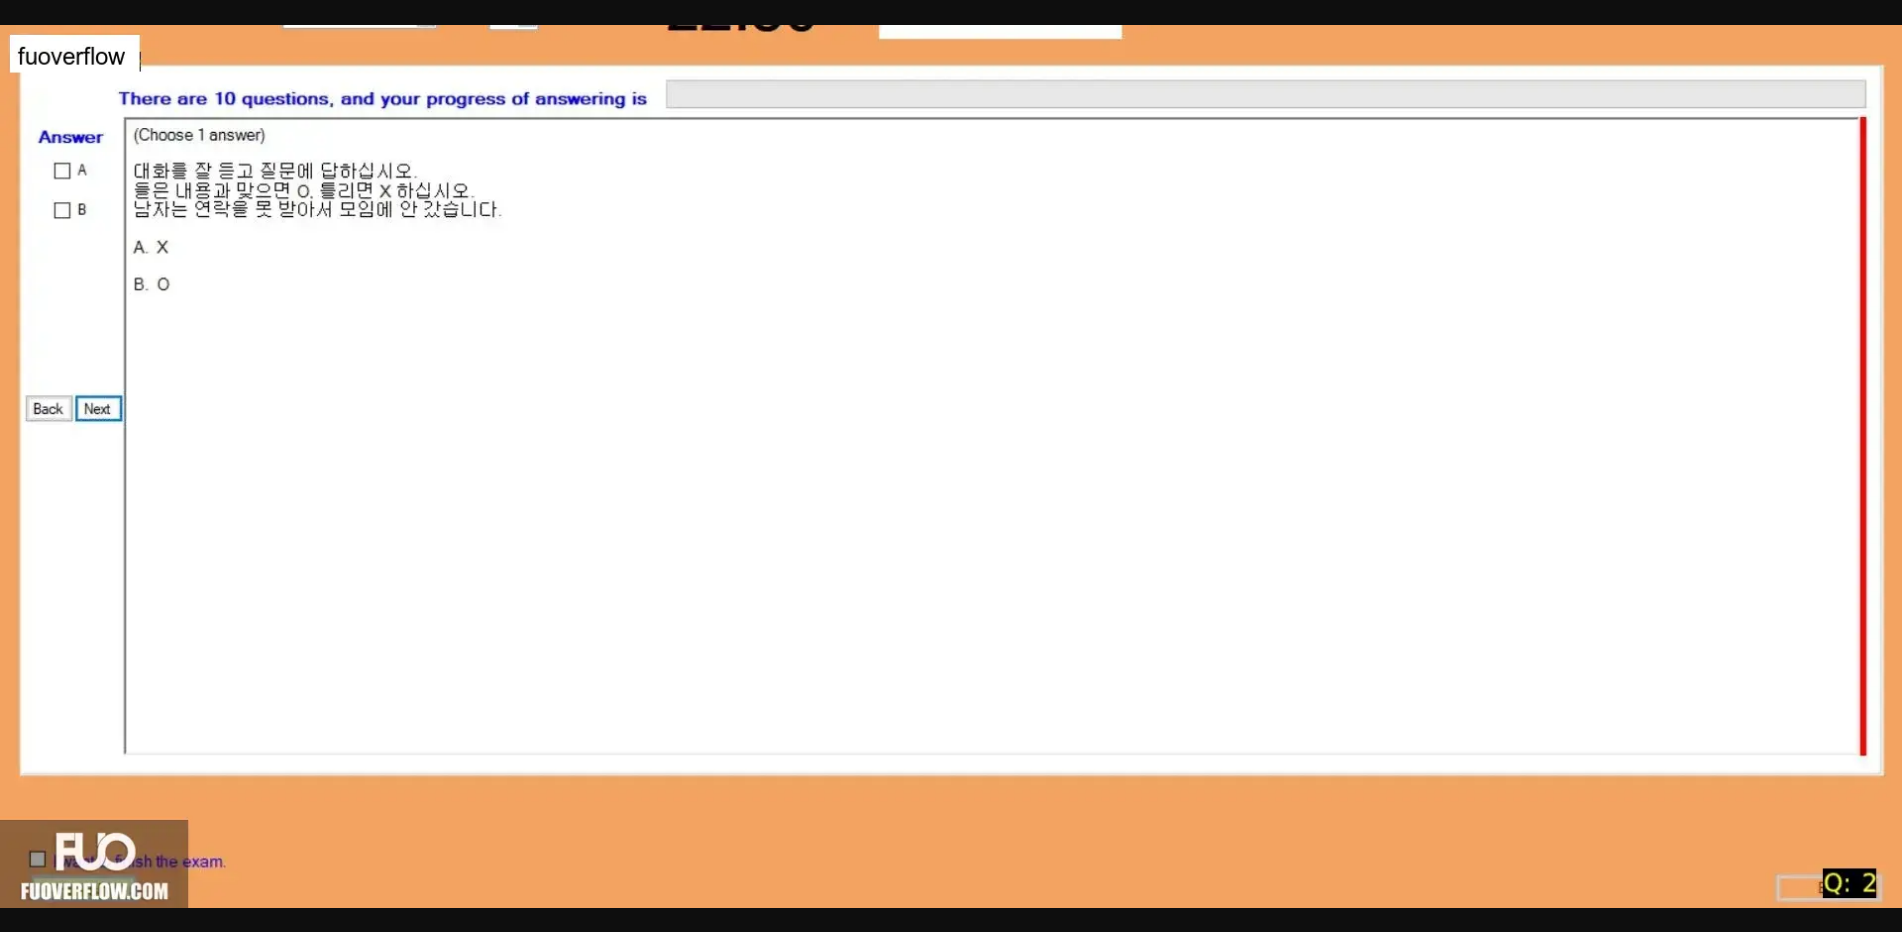 fuoverflow
There are 10 questions, and your progress of answering is
Answer
(Choose 1 answer)
A
B
대화를 잘 듣고 질문에 답하십시오.
들은 내용과 맞으면 O, 틀리면 X 하십시오.
남자는 연락을 못 받아서 모임에 안 갔습니다.
A. X
B. O
Back
Next
FUO
sh the exam.
FUOVERFLOW.COM
Q: 2